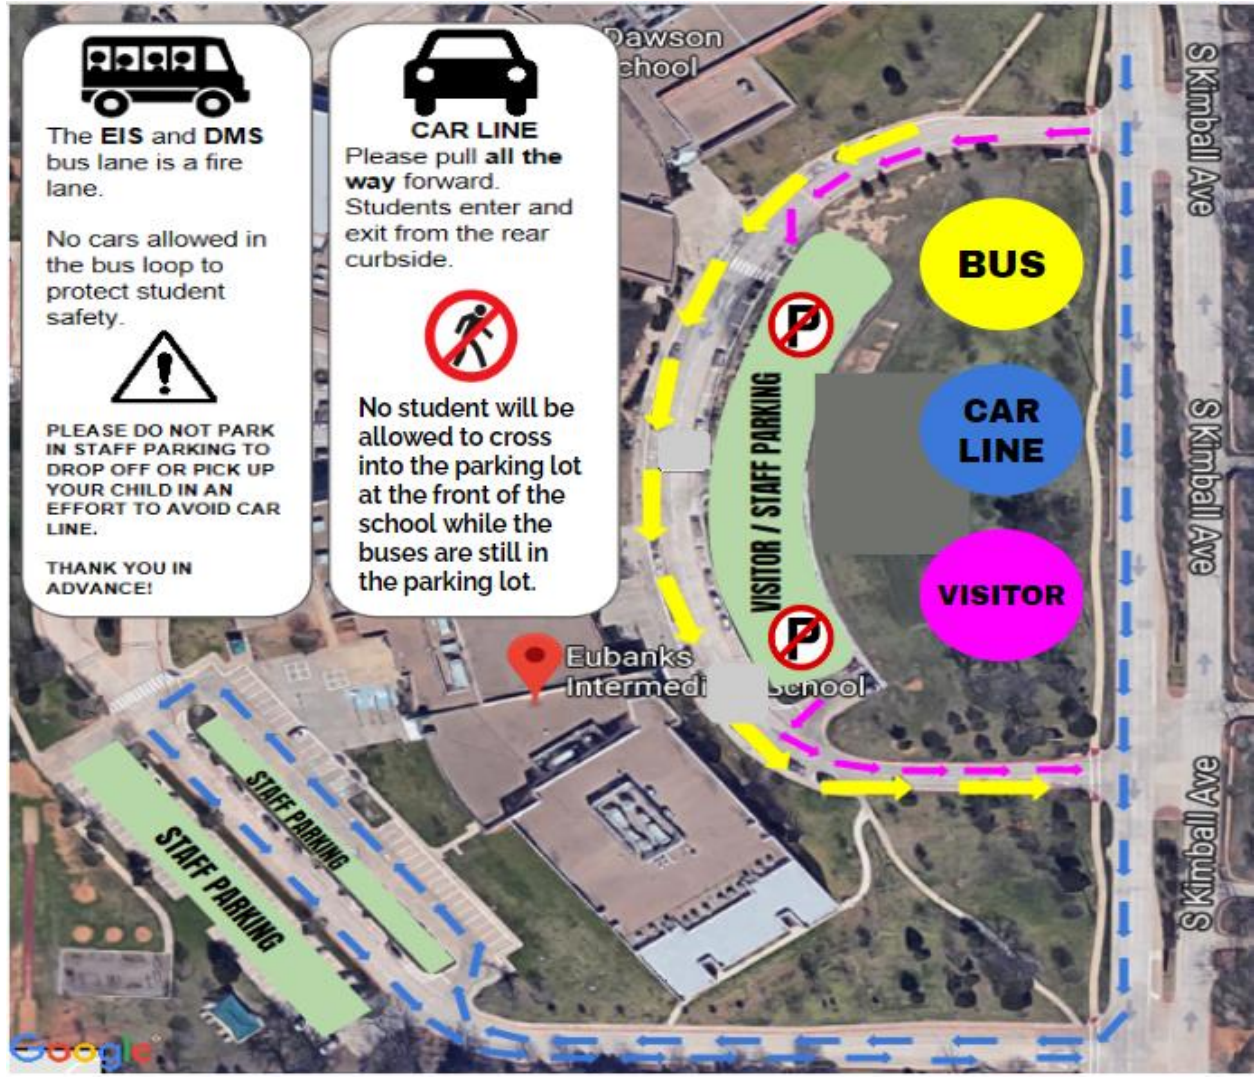 The EIS and DMS
bus lane is a fire
lane.
No cars allowed in
the bus loop to
protect student
safety.
PLEASE DO NOT PARK
IN STAFF PARKING TO
DROP OFF OR PICK UP
YOUR CHILD IN AN
EFFORT TO AVOID CAR
LINE.
THANK YOU IN
ADVANCE!
CAR LINE
Please pull all the
way forward.
Students enter and
exit from the rear
curbside.
No student will be
allowed to cross
into the parking lot
at the front of the
school while the
buses are still in
the parking lot.
Dawson
chool
S Kimball Ave
BUS
CAR
LINE
VISITOR
P
VISITOR / STAFF PARKING
P
S Kimball Ave
Eubanks
Intermedi School
S Kimball Ave
STAFF PARKING
STAFF PARKING
Google